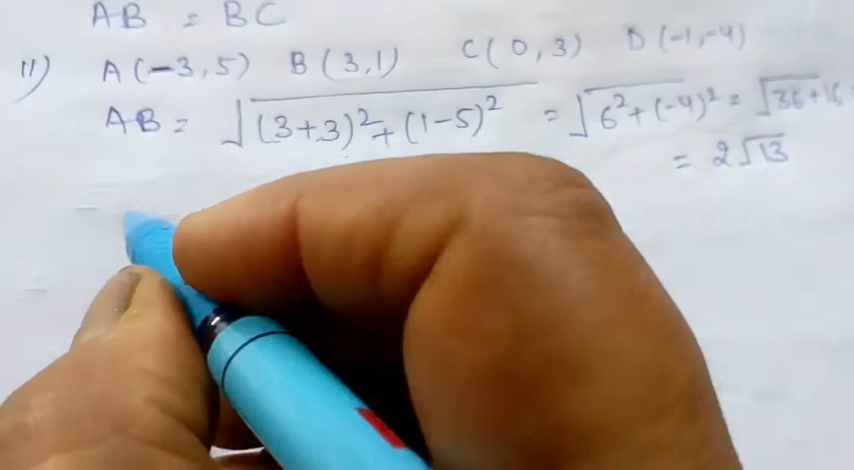 AB = BC
11) A(-3,5) B(3,1) C(0,3) D(-1,-4)
AB = √(3+3)²+(1-5)² = √6²+(-4)² = √36+16 =
= 2√13